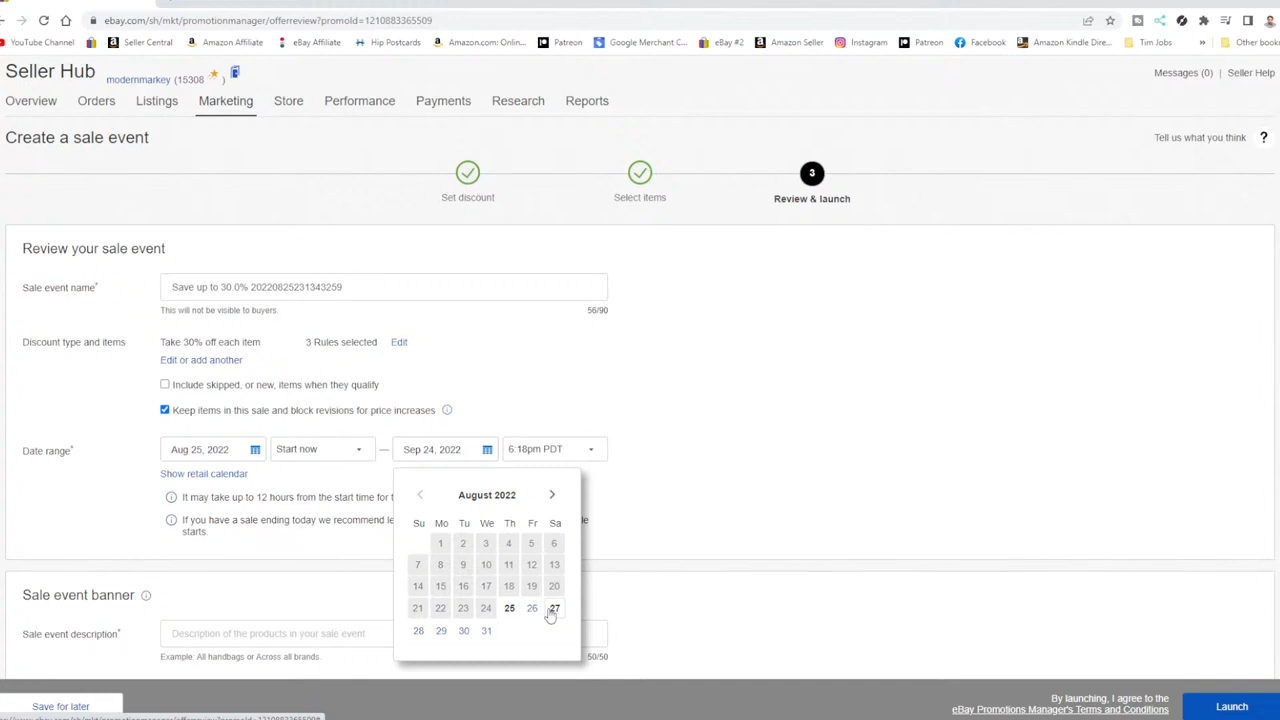 ebay.com/sh/mkt/promotionmanager/offerreview?promoId=1210883365509
YouTube Channel Seller Central Amazon Affiliate eBay Affiliate Hip Postcards Amazon.com: Onlin... Patreon Google Merchant C... eBay #2 Amazon Seller Instagram Patreon Facebook Amazon Kindle Dire... Tim Jobs » Other book
Seller Hub modernmarkey (15308 )
Messages (0) | Seller Help
Overview Orders Listings Marketing Store Performance Payments Research Reports
Create a sale event
Tell us what you think ?
3
Set discount Select items Review & launch
Review your sale event
Sale event name* Save up to 30.0% 20220825231343259
This will not be visible to buyers. 56/90
Discount type and items Take 30% off each item 3 Rules selected Edit
Edit or add another
Include skipped, or new, items when they qualify
Keep items in this sale and block revisions for price increases
Date range* Aug 25, 2022 Start now — Sep 24, 2022 6:18pm PDT
Show retail calendar
It may take up to 12 hours from the start time for t
If you have a sale ending today we recommend le
le
starts.
August 2022
Su Mo Tu We Th Fr Sa
1 2 3 4 5 6
7 8 9 10 11 12 13
14 15 16 17 18 19 20
21 22 23 24 25 26 27
28 29 30 31
Sale event banner
Sale event description* Description of the products in your sale event
Example: All handbags or Across all brands. 50/50
Save for later
By launching, I agree to the
eBay Promotions Manager's Terms and Conditions
Launch